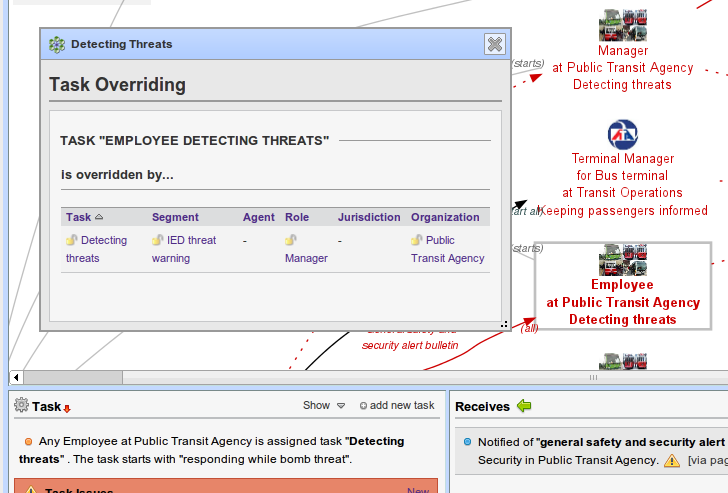 Detecting Threats
Task Overriding
TASK "EMPLOYEE DETECTING THREATS"
is overridden by...
Task Segment Agent Role Jurisdiction Organization
Detecting threats IED threat warning - Manager - Public Transit Agency
(starts)
Manager
at Public Transit Agency
Detecting threats
Terminal Manager
for Bus terminal
at Transit Operations
Keeping passengers informed
art all)
(starts)
Employee
at Public Transit Agency
Detecting threats
(all)
General safety and
security alert bulletin
Task Show add new task
Any Employee at Public Transit Agency is assigned task "Detecting
threats" . The task starts with "responding while bomb threat".
Task Issues New
Receives
Notified of "general safety and security alert
Security in Public Transit Agency. [via pag